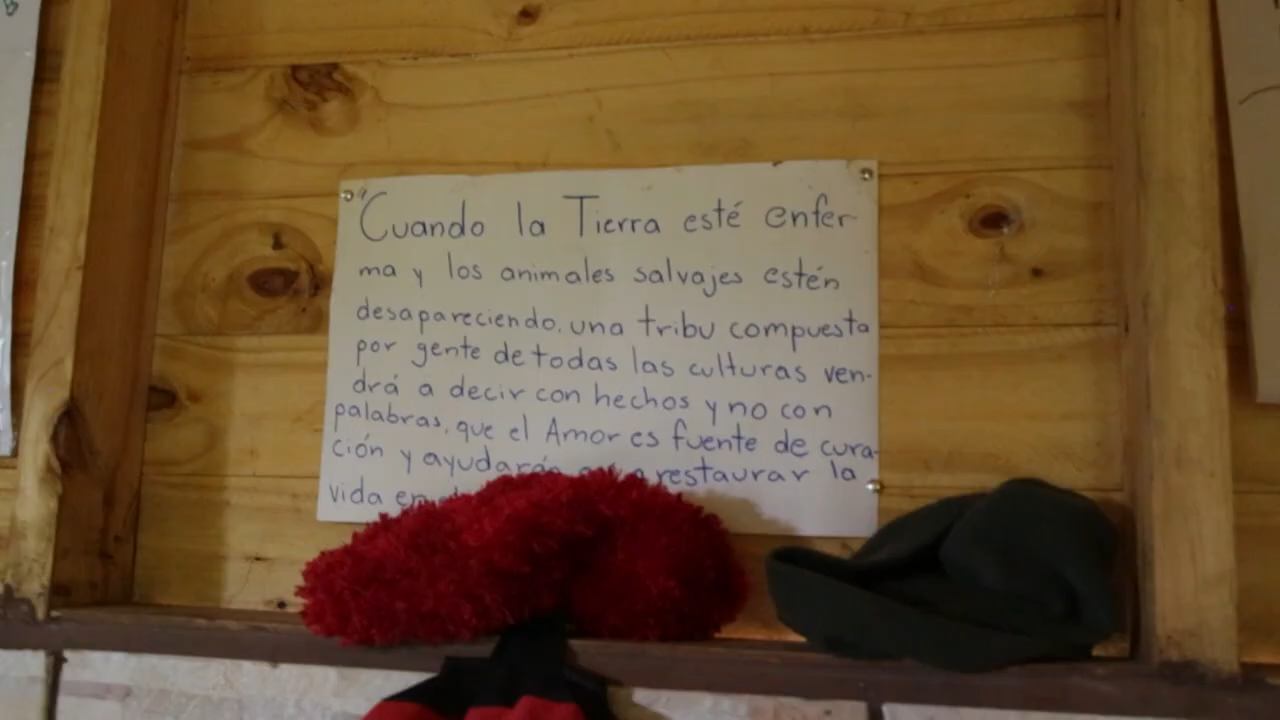 "Cuando la Tierra esté enfer-
ma y los animales salvajes estén
desapareciendo, una tribu compuesta
por gente de todas las culturas ven-
drá a decir con hechos y no con
palabras, que el Amor es fuente de cura-
ción y ayudarán a restaurar la
vida en